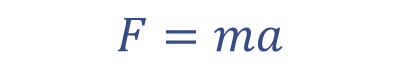 F = ma